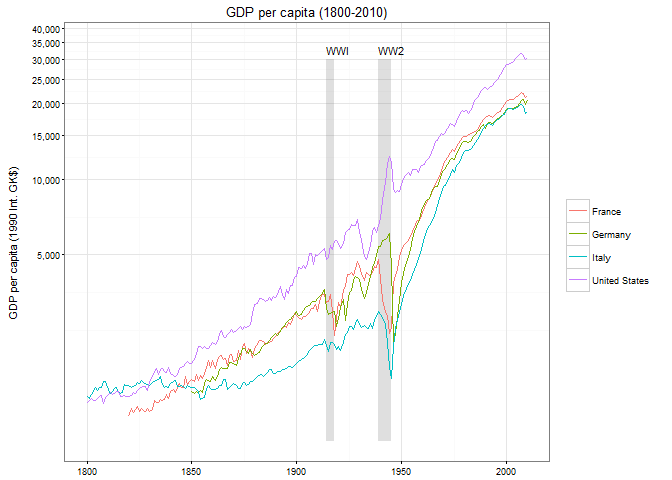 GDP per capita (1800-2010)
GDP per capita (1990 Int. GK$)
40,000
35,000
30,000
25,000
20,000
15,000
10,000
5,000
WWI
WW2
1800
1850
1900
1950
2000
France
Germany
Italy
United States